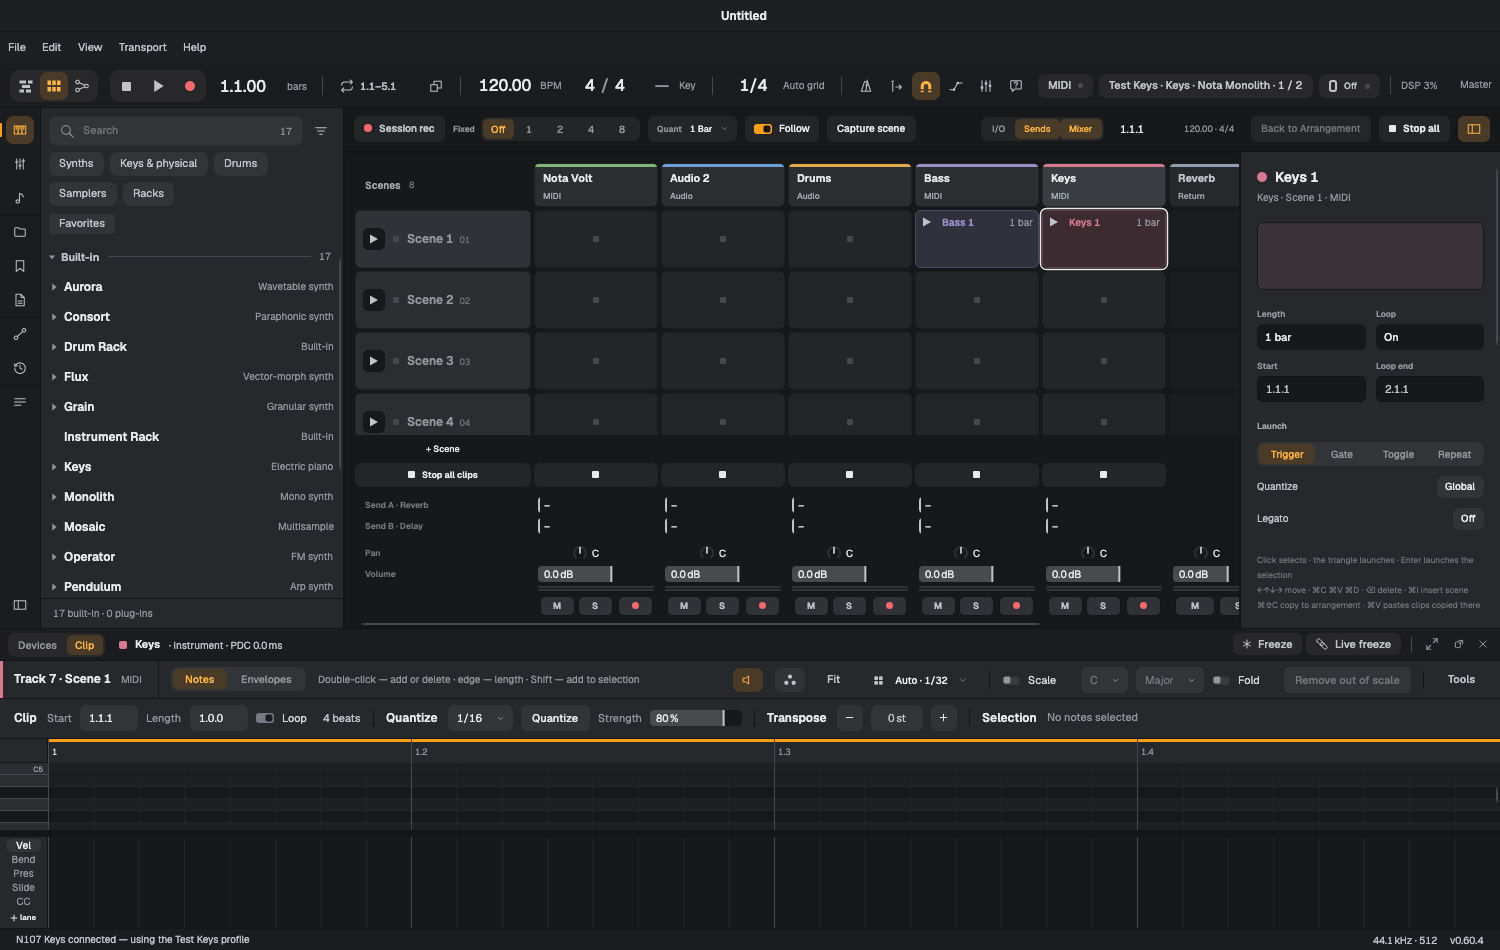 Untitled
File Edit View Transport Help
1.1.00 bars 1.1–5.1 120.00 BPM 4 / 4 — Key 1/4 Auto grid MIDI Test Keys · Keys · Nota Monolith · 1 / 2 Off DSP 3% Master
Search 17
Synths Keys & physical Drums
Samplers Racks
Favorites
Built-in 17
Aurora Wavetable synth
Consort Paraphonic synth
Drum Rack Built-in
Flux Vector-morph synth
Grain Granular synth
Instrument Rack Built-in
Keys Electric piano
Monolith Mono synth
Mosaic Multisample
Operator FM synth
Pendulum Arp synth
17 built-in · 0 plug-ins
Session rec Fixed Off 1 2 4 8 Quant 1 Bar Follow Capture scene I/O Sends Mixer 1.1.1 120.00 · 4/4 Back to Arrangement Stop all
Scenes 8
Nota Volt Audio 2 Drums Bass Keys Reverb
MIDI Audio Audio MIDI MIDI Return
Scene 1 01 Bass 1 1 bar Keys 1 1 bar
Scene 2 02
Scene 3 03
Scene 4 04
+ Scene
Stop all clips
Send A · Reverb – – – – –
Send B · Delay – – – – –
Pan C C C C C C
Volume 0.0 dB 0.0 dB 0.0 dB 0.0 dB 0.0 dB 0.0 dB
M S M S M S M S M S M S
Keys 1
Keys · Scene 1 · MIDI
Length Loop
1 bar On
Start Loop end
1.1.1 2.1.1
Launch
Trigger Gate Toggle Repeat
Quantize Global
Legato Off
Click selects · the triangle launches · Enter launches the
selection
←↑↓→ move · ⌘C ⌘V ⌘D · ⌫ delete · ⌘I insert scene
⌘⇧C copy to arrangement · ⌘V pastes clips copied there
Devices Clip Keys · Instrument · PDC 0.0 ms Freeze Live freeze
Track 7 · Scene 1 MIDI Notes Envelopes Double-click — add or delete · edge — length · Shift — add to selection Fit Auto · 1/32 Scale C Major Fold Remove out of scale Tools
Clip Start 1.1.1 Length 1.0.0 Loop 4 beats Quantize 1/16 Quantize Strength 80% Transpose − 0 st + Selection No notes selected
1 1.2 1.3 1.4
C5
Vel
Bend
Pres
Slide
CC
+ lane
N107 Keys connected — using the Test Keys profile 44.1 kHz · 512 v0.60.4